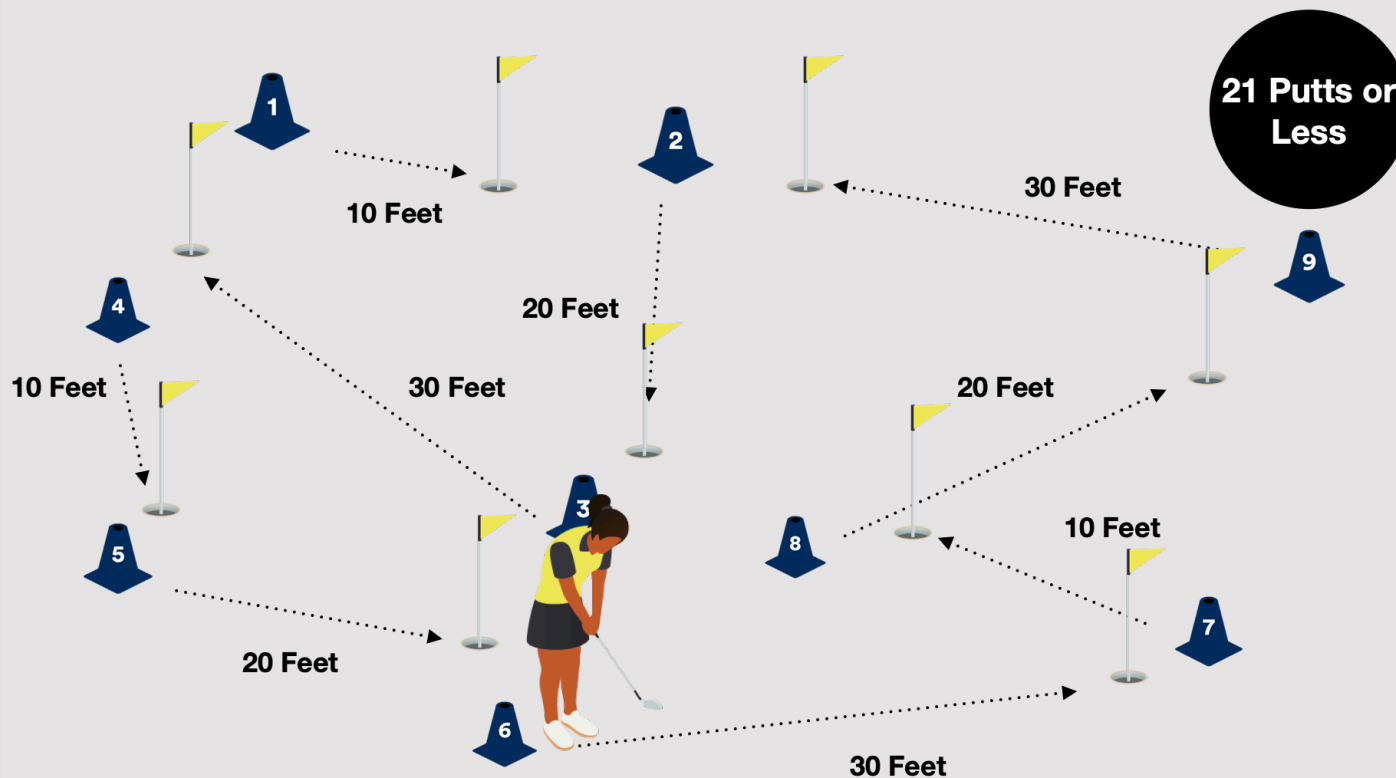 1
2
21 Putts or
Less
10 Feet
30 Feet
9
4
20 Feet
10 Feet
30 Feet
20 Feet
3
5
8
10 Feet
7
20 Feet
6
30 Feet